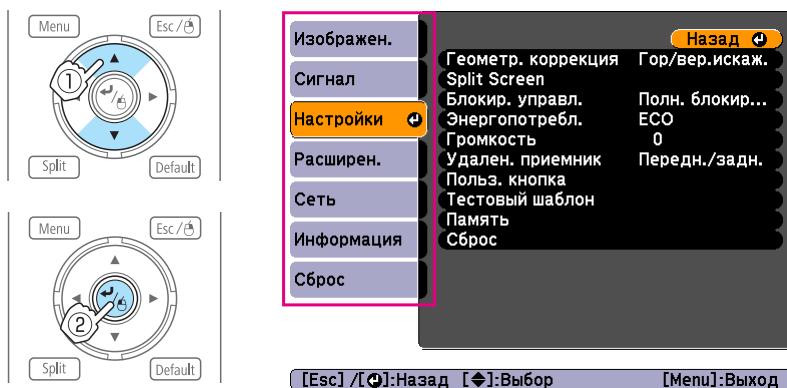 Menu Esc/
1
Split Default
Menu Esc/
2
Split Default
Изображен.
Сигнал
Настройки
Расширен.
Сеть
Информация
Сброс
Назад
Геометр. коррекция Гор/вер.искаж.
Split Screen
Блокир. управл. Полн. блокир...
Энергопотребл. ECO
Громкость 0
Удален. приемник Передн./задн.
Польз. кнопка
Тестовый шаблон
Память
Сброс
[Esc] /[ ]:Назад [ ]:Выбор [Menu]:Выход